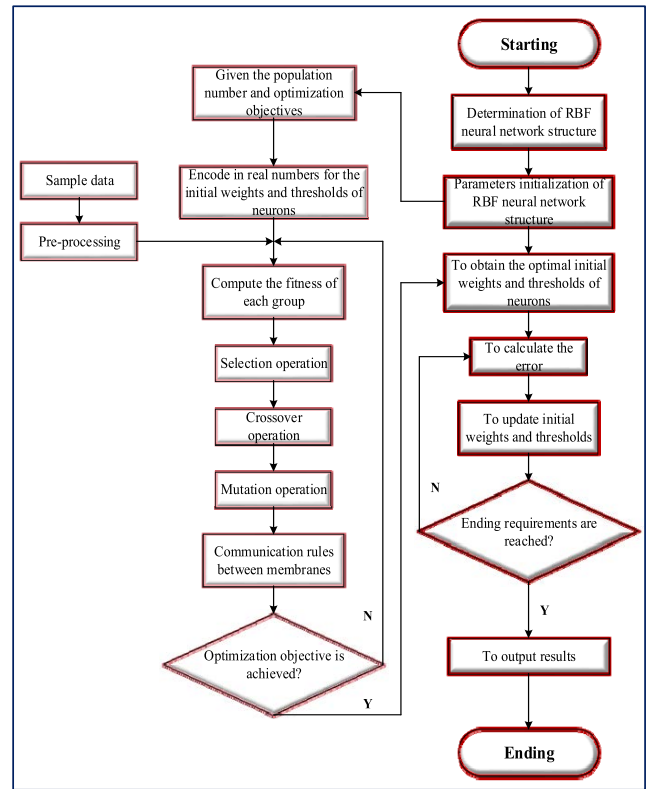 Starting
Determination of RBF
neural network structure
Parameters initialization of
RBF neural network
structure
Given the population
number and optimization
objectives
Encode in real numbers for the
initial weights and thresholds of
neurons
Sample data
Pre-processing
Compute the fitness of
each group
Selection operation
Crossover
operation
Mutation operation
Communication rules
between membranes
Optimization objective is
achieved?
N
Y
To obtain the optimal initial
weights and thresholds of
neurons
To calculate the
error
To update initial
weights and thresholds
N
Ending requirements are
reached?
Y
To output results
Ending